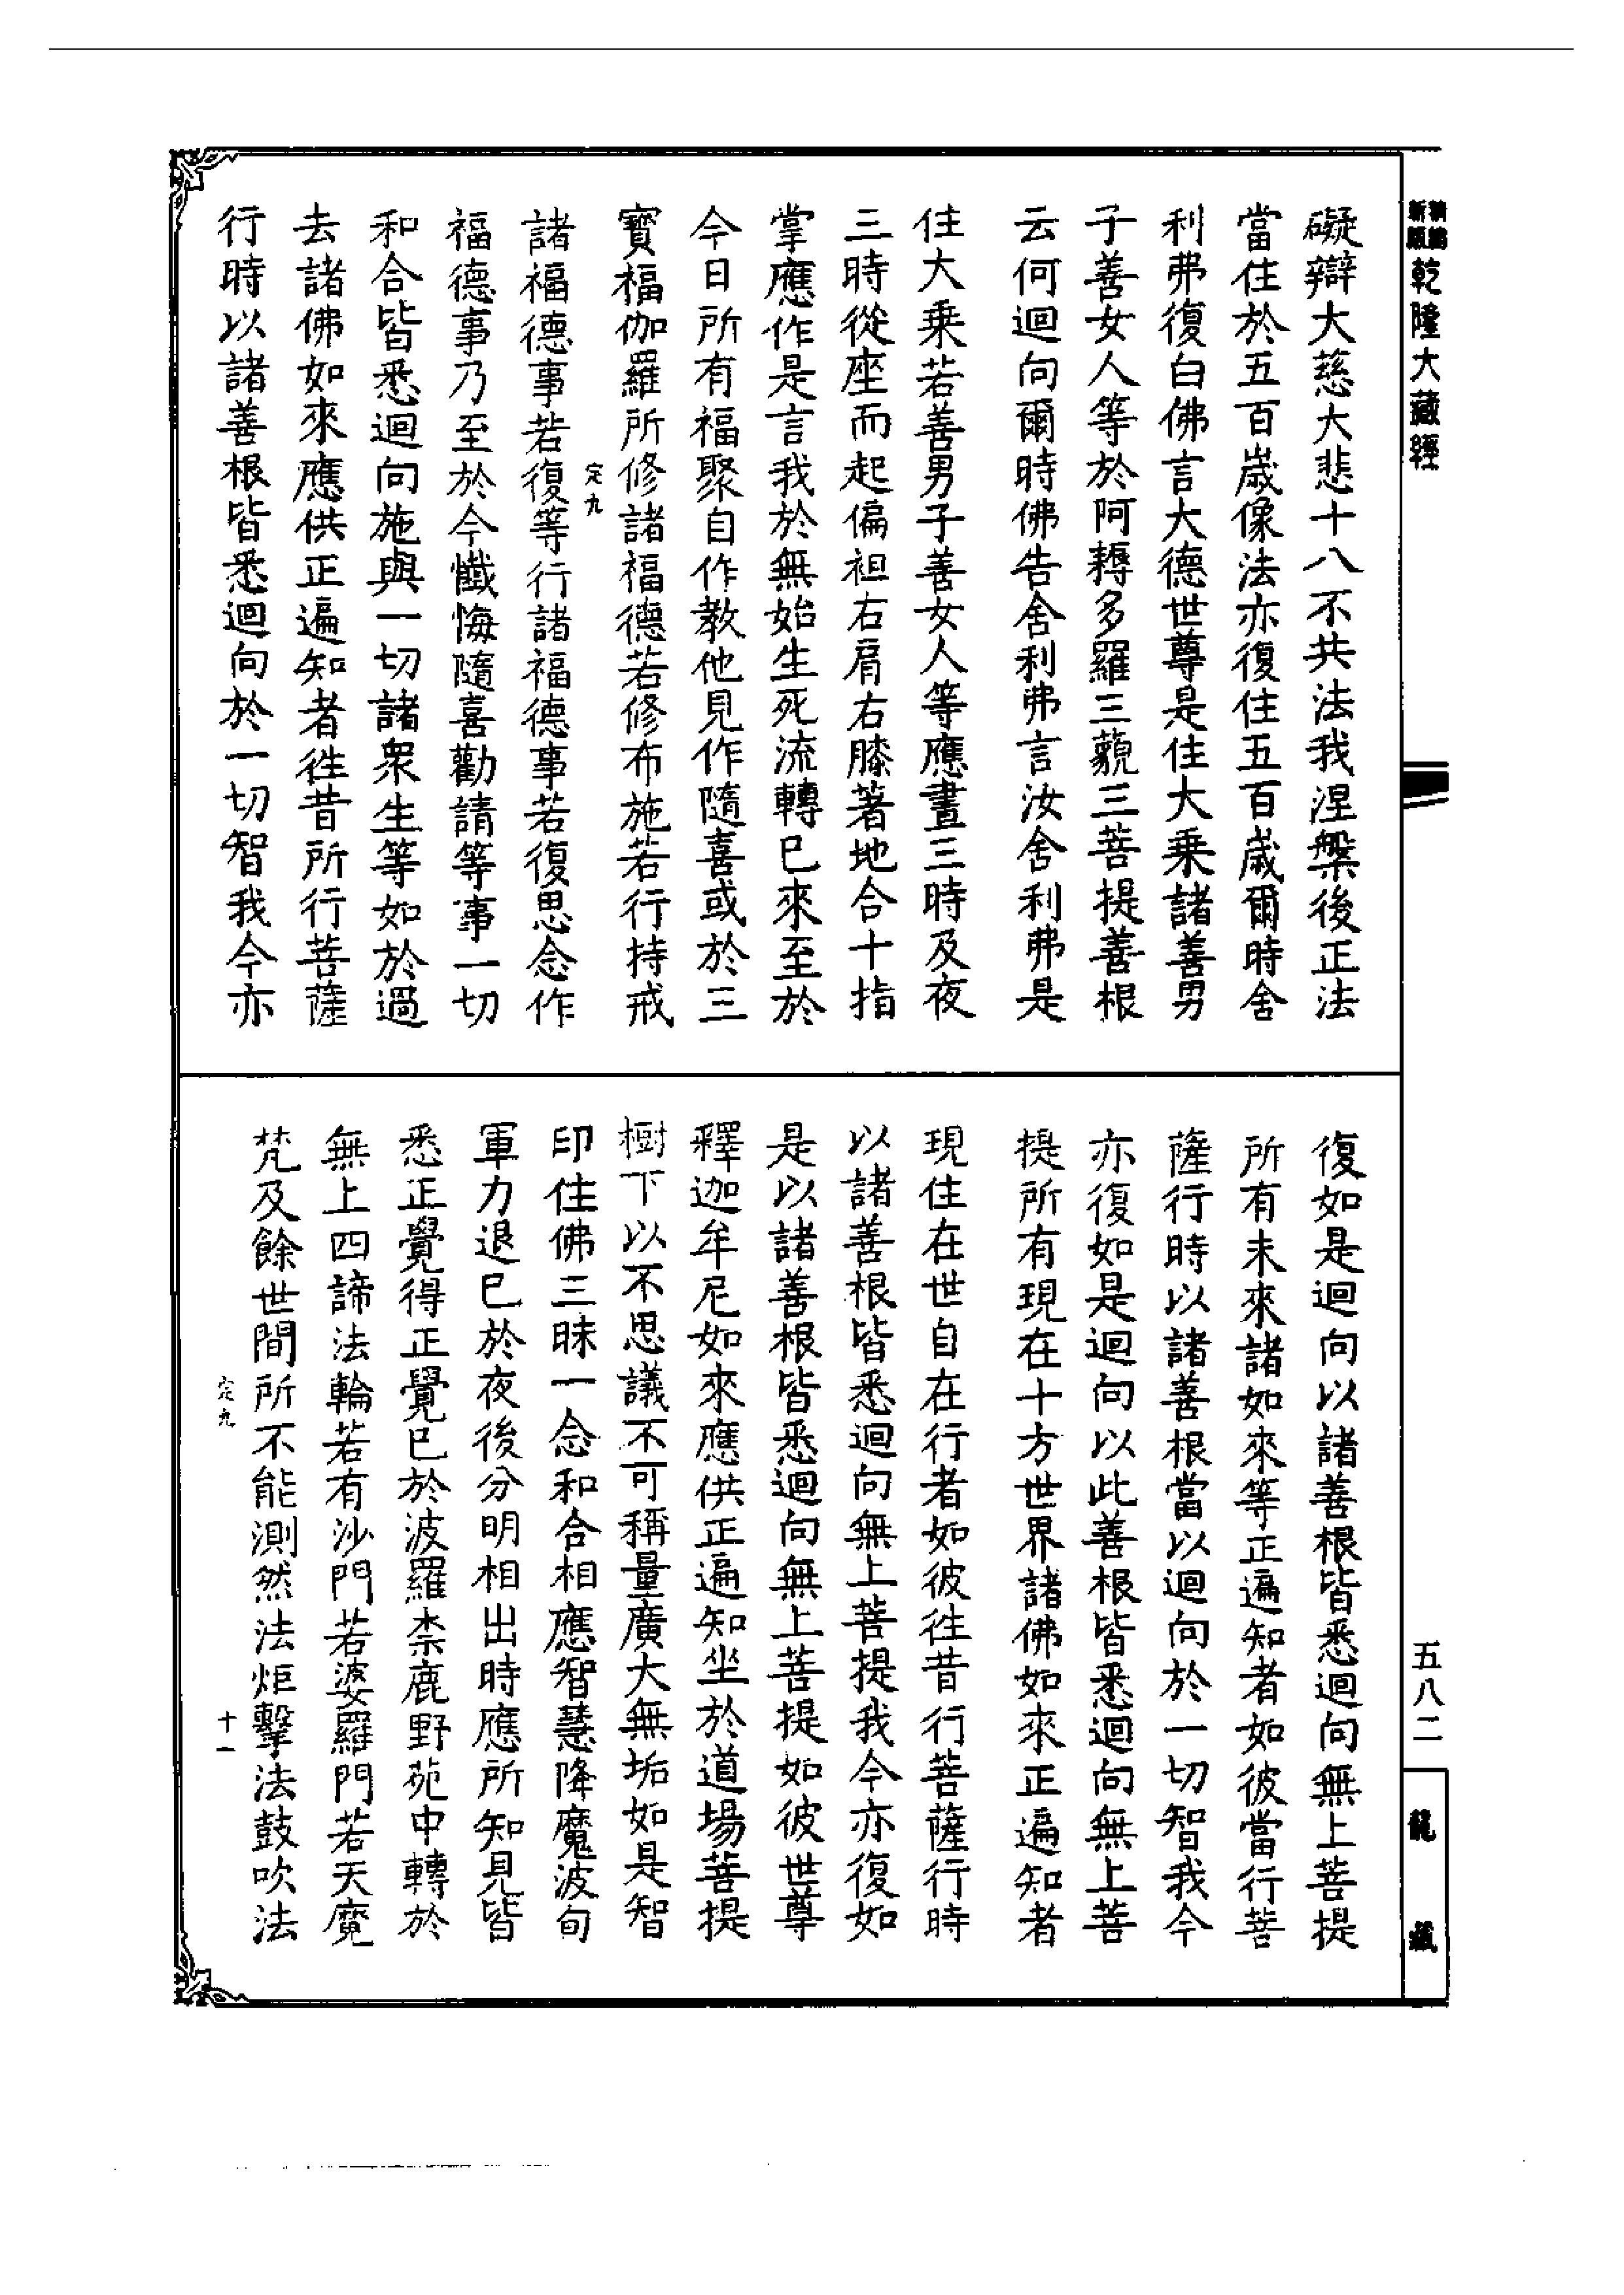 新編縮本乾隆大藏經
五八二
龍藏
礙辯大慈大悲十八不共法我涅槃後正法
當住於五百歲像法亦復住五百歲爾時舍
利弗復白佛言大德世尊是住大乘諸善男
子善女人等於阿耨多羅三藐三菩提善根
云何迴向爾時佛告舍利弗言汝舍利弗是
住大乘若善男子善女人等應晝三時及夜
三時從座而起偏袒右肩右膝著地合十指
掌應作是言我於無始生死流轉已來至於
今日所有福聚自作教他見作隨喜或於三
寶福伽羅所修諸福德若修布施若行持戒
定九
諸福德事若復等行諸福德事若復思念作
福德事乃至於今懺悔隨喜勸請等事一切
和合皆悉迴向施與一切諸衆生等如於過
去諸佛如來應供正遍知者徃昔所行菩薩
行時以諸善根皆悉迴向於一切智我今亦
復如是迴向以諸善根皆悉迴向無上菩提
所有未來諸如來等正遍知者如彼當行菩
薩行時以諸善根當以迴向於一切智我今
亦復如是迴向以此善根皆悉迴向無上菩
提所有現在十方世界諸佛如來正遍知者
現住在世自在行者如彼徃昔行菩薩行時
以諸善根皆悉迴向無上菩提我今亦復如
是以諸善根皆悉迴向無上菩提如彼世尊
釋迦牟尼如來應供正遍知坐於道場菩提
樹下以不思議不可稱量廣大無垢如是智
印住佛三昧一念和合相應智慧降魔波旬
軍力退已於夜後分明相出時應所知見皆
悉正覺得正覺已於波羅柰鹿野苑中轉於
無上四諦法輪若有沙門若婆羅門若天魔
梵及餘世間所不能測然法炬擊法鼓吹法
定九
十一